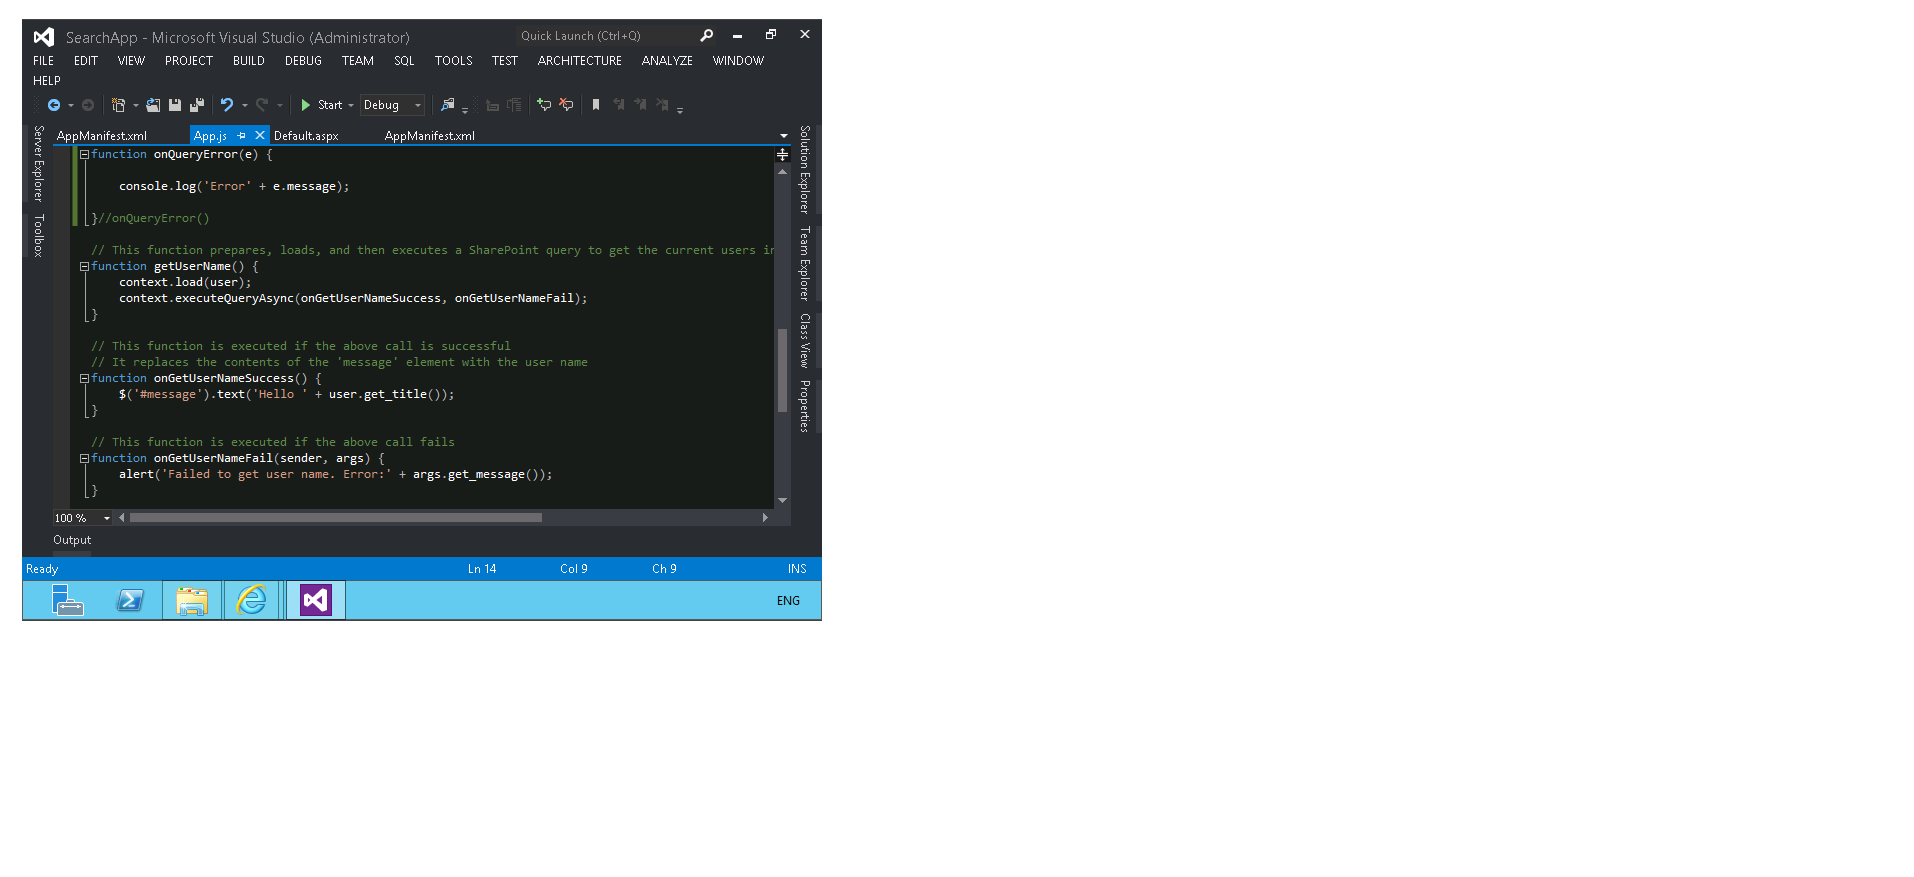 SearchApp - Microsoft Visual Studio (Administrator)
Quick Launch (Ctrl+Q)
FILE EDIT VIEW PROJECT BUILD DEBUG TEAM SQL TOOLS TEST ARCHITECTURE ANALYZE WINDOW
HELP
Start Debug
Server Explorer
Toolbox
AppManifest.xml App.js Default.aspx AppManifest.xml
function onQueryError(e) {
console.log('Error' + e.message);
}//onQueryError()
// This function prepares, loads, and then executes a SharePoint query to get the current users in
function getUserName() {
context.load(user);
context.executeQueryAsync(onGetUserNameSuccess, onGetUserNameFail);
}
// This function is executed if the above call is successful
// It replaces the contents of the 'message' element with the user name
function onGetUserNameSuccess() {
$('#message').text('Hello ' + user.get_title());
}
// This function is executed if the above call fails
function onGetUserNameFail(sender, args) {
alert('Failed to get user name. Error:' + args.get_message());
}
Solution Explorer
Team Explorer
Class View
Properties
100 %
Output
Ready Ln 14 Col 9 Ch 9 INS
ENG